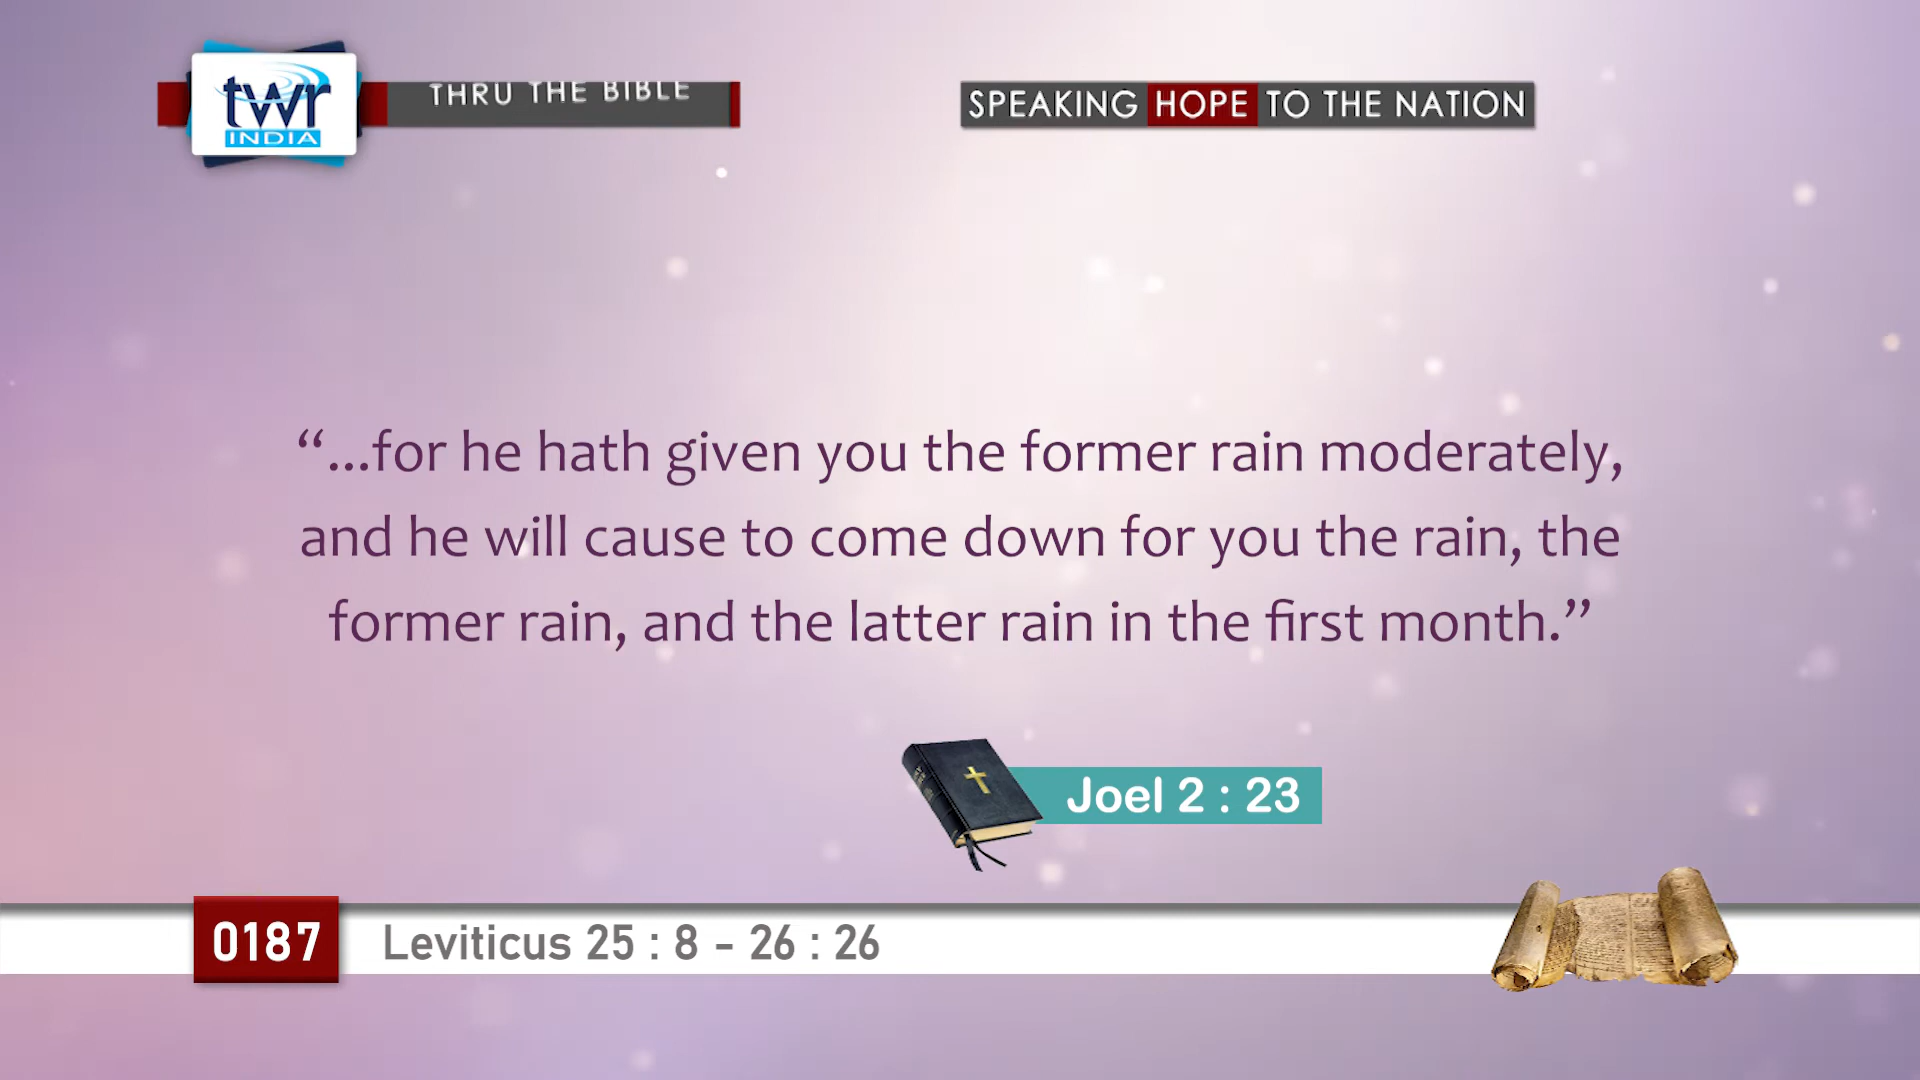 twr
INDIA
THRU THE BIBLE
SPEAKING HOPE TO THE NATION
“...for he hath given you the former rain moderately,
and he will cause to come down for you the rain, the
former rain, and the latter rain in the first month.”
Joel 2 : 23
0187
Leviticus 25 : 8 - 26 : 26